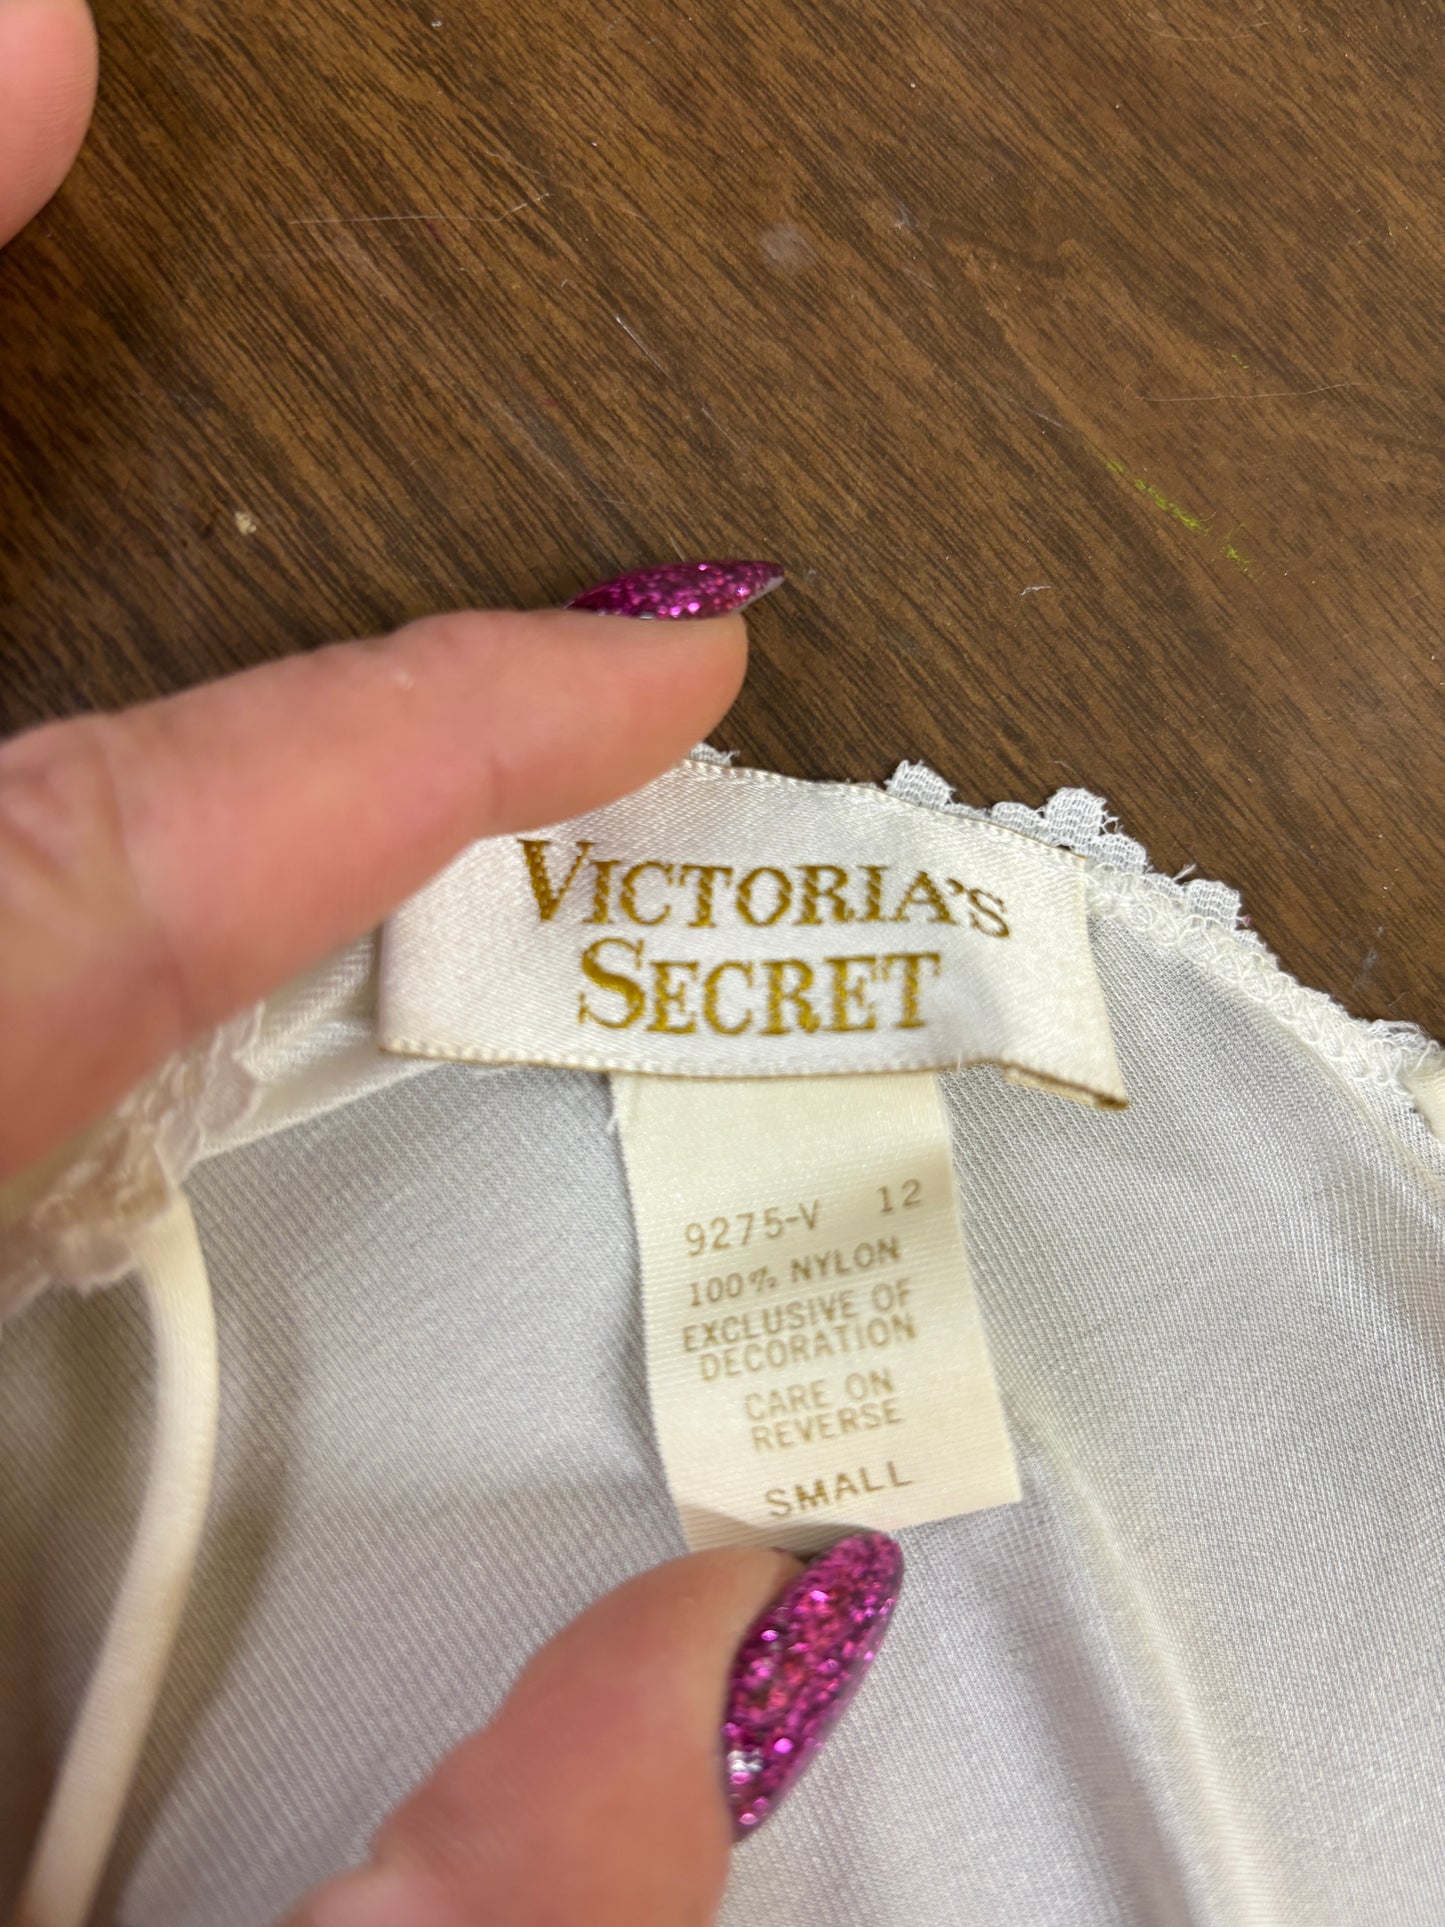 VICTORIA'S
SECRET
9275-V 12
100% NYLON
EXCLUSIVE OF
DECORATION
CARE ON
REVERSE
SMALL